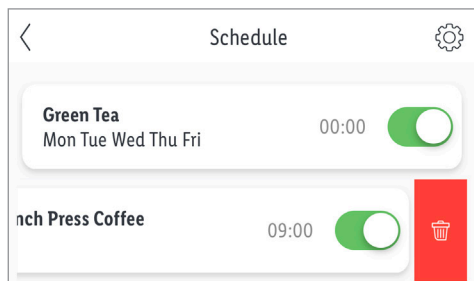 Schedule
Green Tea
Mon Tue Wed Thu Fri
00:00
nch Press Coffee
09:00